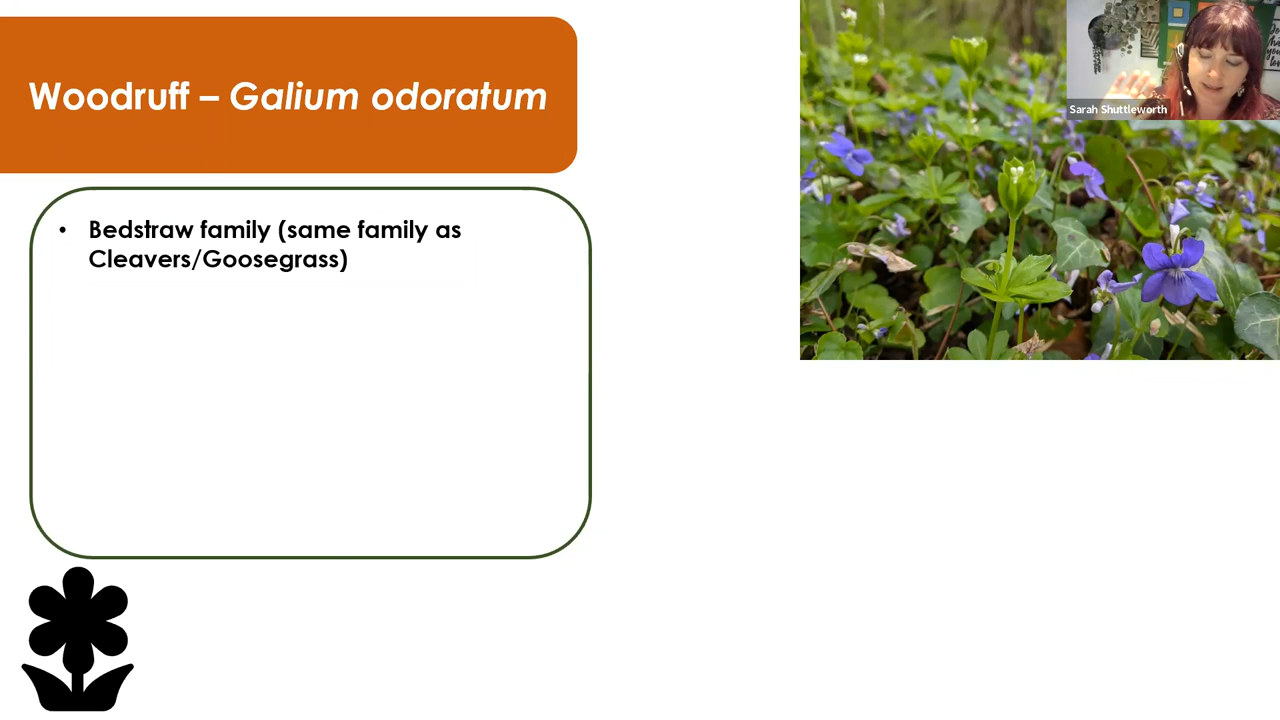 Woodruff – Galium odoratum
Sarah Shuttleworth
• Bedstraw family (same family as
Cleavers/Goosegrass)